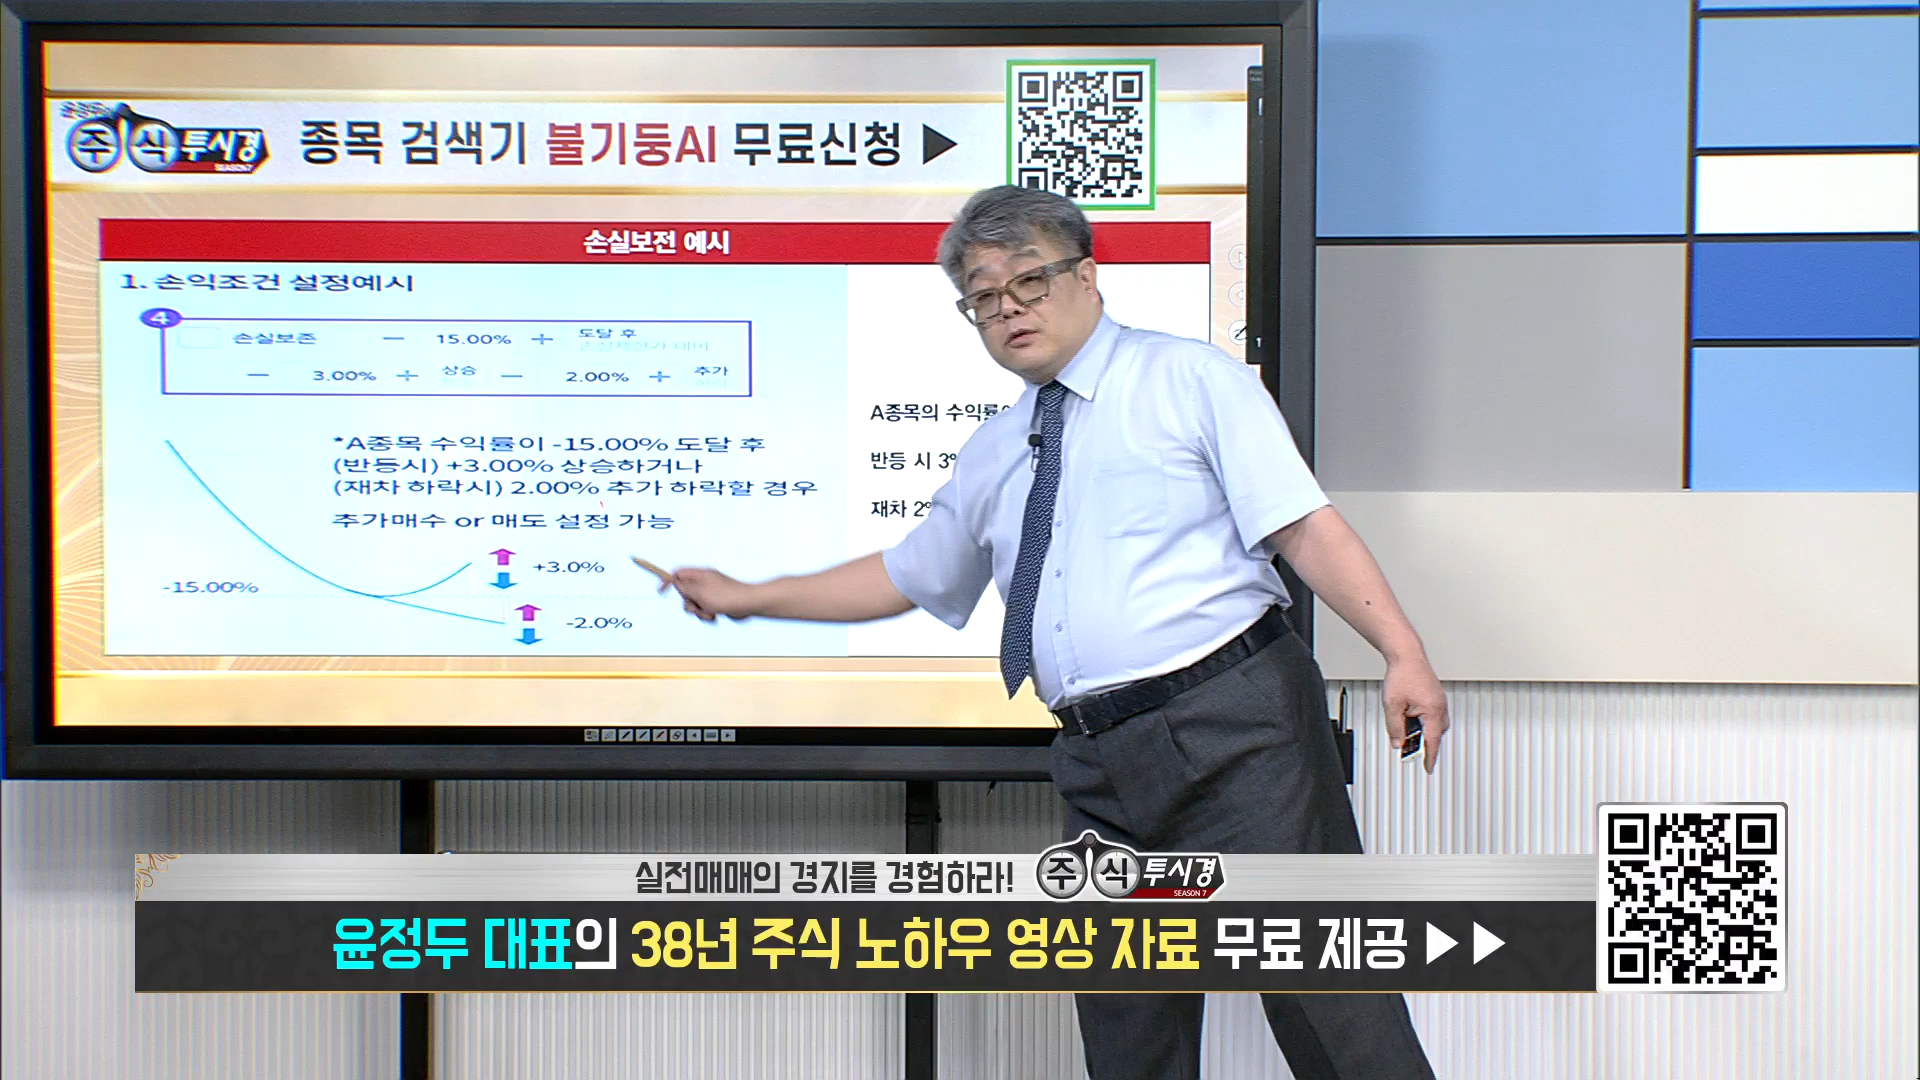 윤정두의
주식투시경
SEASON7
종목 검색기 불기둥AI 무료신청 ▶
손실보전 예시
1. 손익조건 설정예시
4
손실보존 − 15.00% + 도달 후
− 3.00% + 상승 − 2.00% + 추가
*A종목 수익률이 -15.00% 도달 후
(반등시) +3.00% 상승하거나
(재차 하락시) 2.00% 추가 하락할 경우
추가매수 or 매도 설정 가능
+3.0%
-15.00%
-2.0%
A종목의 수익률
반등 시 3%
재차 2%
실전매매의 경지를 경험하라! 주식투시경
SEASON 7
윤정두 대표의 38년 주식 노하우 영상 자료 무료 제공 ▶▶